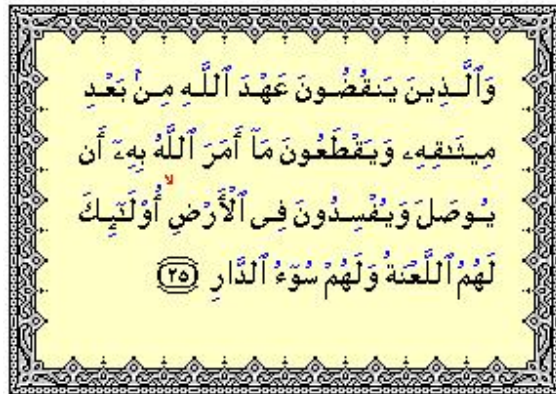 وَٱلَّذِينَ يَنقُضُونَ عَهْدَ ٱللَّهِ مِنۢ بَعْدِ
مِيثَٰقِهِۦ وَيَقْطَعُونَ مَآ أَمَرَ ٱللَّهُ بِهِۦٓ أَن
يُوصَلَ وَيُفْسِدُونَ فِى ٱلْأَرْضِ ۙ أُو۟لَٰٓئِكَ
لَهُمُ ٱللَّعْنَةُ وَلَهُمْ سُوٓءُ ٱلدَّارِ ﴿٢٥﴾